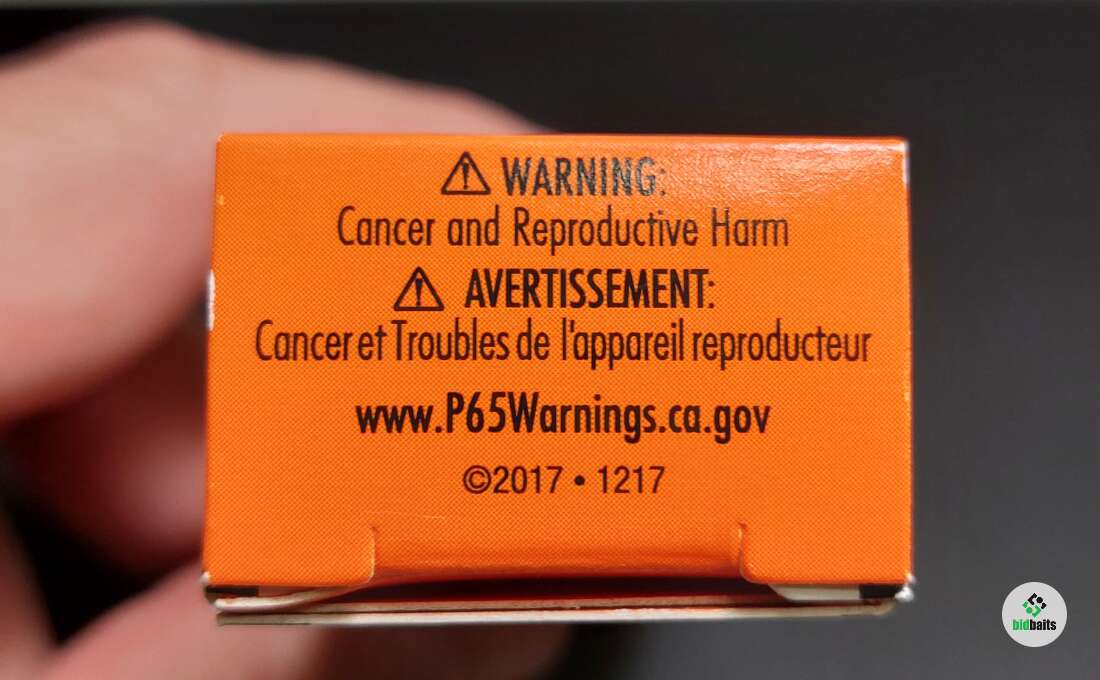 ⚠ WARNING:
Cancer and Reproductive Harm
⚠ AVERTISSEMENT:
Cancer et Troubles de l'appareil reproducteur
www.P65Warnings.ca.gov
©2017 • 1217
bidbaits